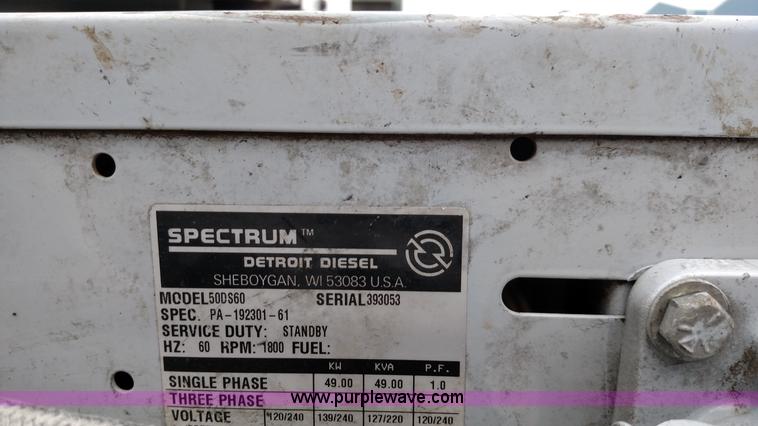 SPECTRUM™
DETROIT DIESEL
SHEBOYGAN, WI 53083 U.S.A.
MODEL 50DS60 SERIAL 393053
SPEC. PA-192301-61
SERVICE DUTY: STANDBY
HZ: 60 RPM: 1800 FUEL:
KW KVA P.F.
SINGLE PHASE 49.00 49.00 1.0
THREE PHASE
www.purplewave.com
VOLTAGE 120/240 139/240 127/220 120/240